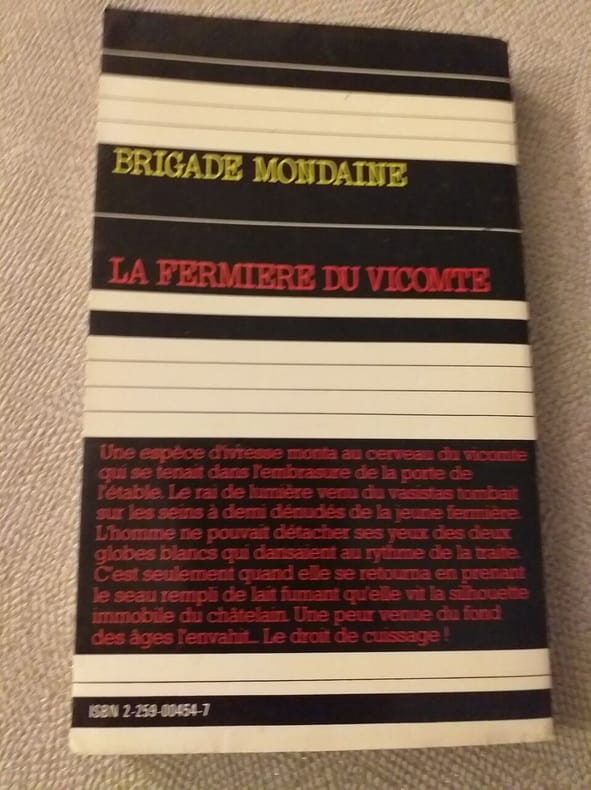 BRIGADE MONDAINE
LA FERMIERE DU VICOMTE
Une espèce d'ivresse monta au cerveau du vicomte
qui se tenait dans l'embrasure de la porte de
l'étable. Le rai de lumière venu du vasistas tombait
sur les seins à demi dénudés de la jeune fermière.
L'homme ne pouvait détacher ses yeux des deux
globes blancs qui dansaient au rythme de la traite.
C'est seulement quand elle se retourna en prenant
le seau rempli de lait fumant qu'elle vit la silhouette
immobile du châtelain. Une peur venue du fond
des âges l'envahit... Le droit de cuissage !
ISBN 2-259-00454-7